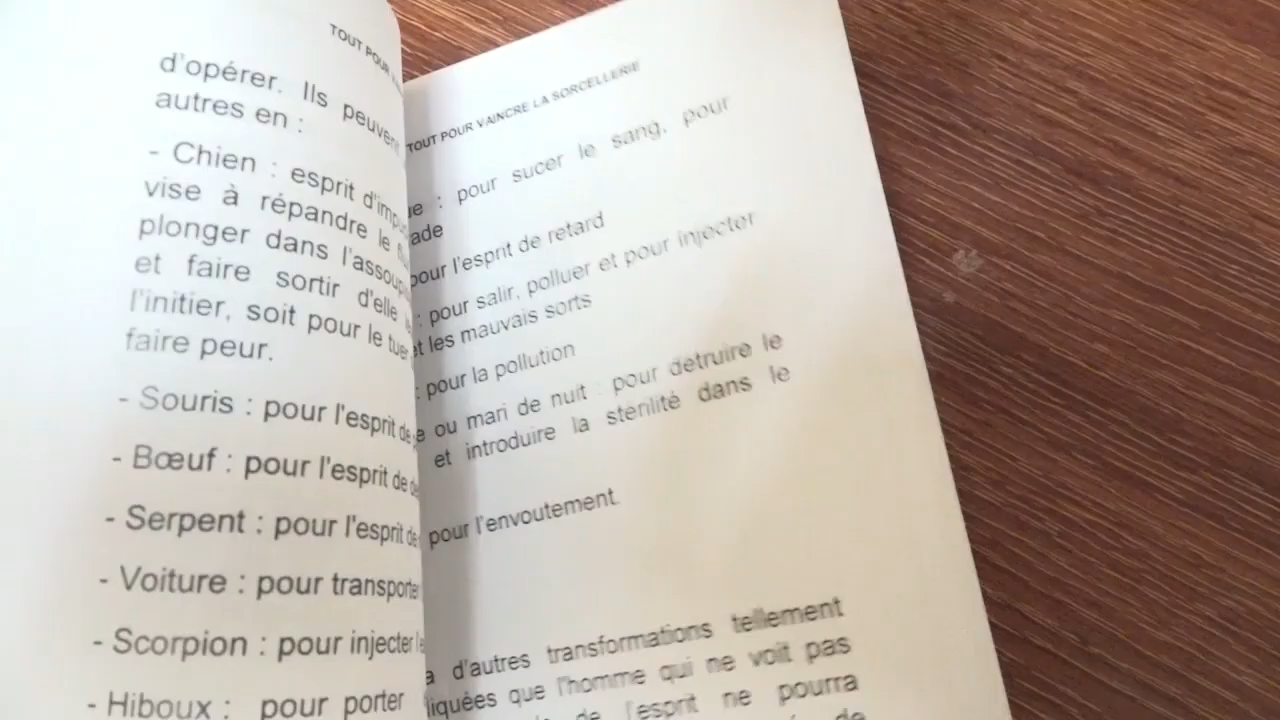 TOUT POUR
d'opérer. Ils peuvent
autres en :
- Chien : esprit
vise à répandre le
plonger dans
et faire sortir d'elle
l'initier, soit pour le tuer
faire peur.
- Souris : pour l'esprit de
- Bœuf : pour l'esprit de
- Serpent : pour l'esprit de
- Voiture : pour transporter
- Scorpion : pour injecter
- Hiboux : pour porter
TOUT POUR VAINCRE LA SORCELLERIE
: pour sucer le sang, pour
pour l'esprit de retard
: pour salir, polluer et pour injecter
et les mauvais sorts
: pour la pollution
ou mari de nuit : pour detruire le
et introduire la stérilité dans le
pour l'envoutement.
d'autres transformations tellement
que l'homme qui ne voit pas
de l'esprit ne pourra
de